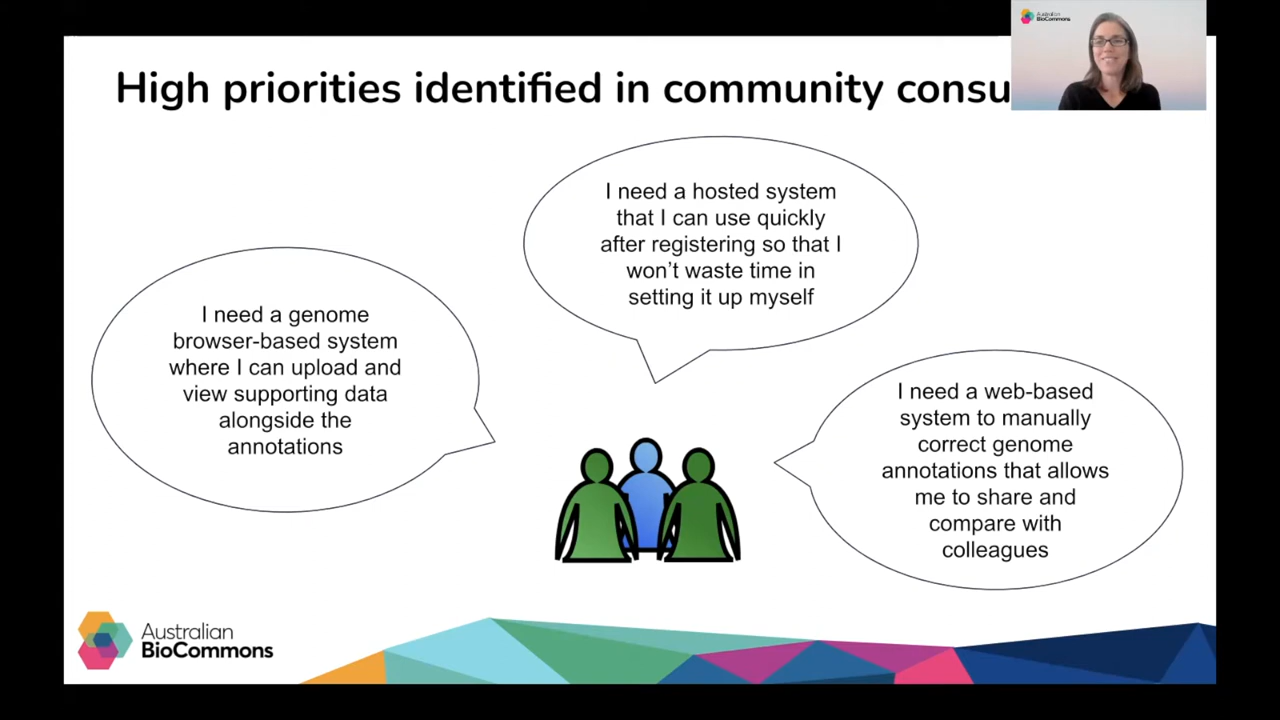 High priorities identified in community consu
Australian
BioCommons
I need a hosted system
that I can use quickly
after registering so that I
won’t waste time in
setting it up myself
I need a genome
browser-based system
where I can upload and
view supporting data
alongside the
annotations
I need a web-based
system to manually
correct genome
annotations that allows
me to share and
compare with
colleagues
Australian
BioCommons